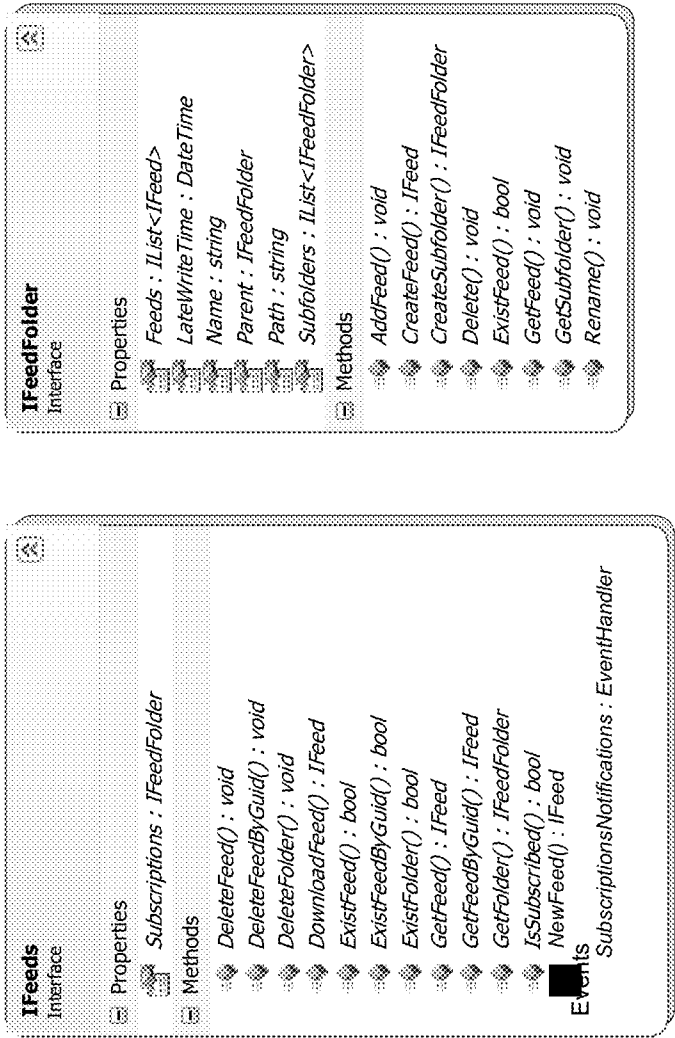 IFeeds
Interface
Properties
Subscriptions : IFeedFolder
Methods
DeleteFeed() : void
DeleteFeedByGuid() : void
DeleteFolder() : void
DownloadFeed() : IFeed
ExistFeed() : bool
ExistFeedByGuid() : bool
ExistFolder() : bool
GetFeed() : IFeed
GetFeedByGuid() : IFeed
GetFolder() : IFeedFolder
IsSubscribed() : bool
NewFeed() : IFeed
Events
SubscriptionsNotifications : EventHandler
IFeedFolder
Interface
Properties
Feeds : IList<IFeed>
LateWriteTime : DateTime
Name : string
Parent : IFeedFolder
Path : string
Subfolders : IList<IFeedFolder>
Methods
AddFeed() : void
CreateFeed() : IFeed
CreateSubfolder() : IFeedFolder
Delete() : void
ExistFeed() : bool
GetFeed() : void
GetSubfolder() : void
Rename() : void